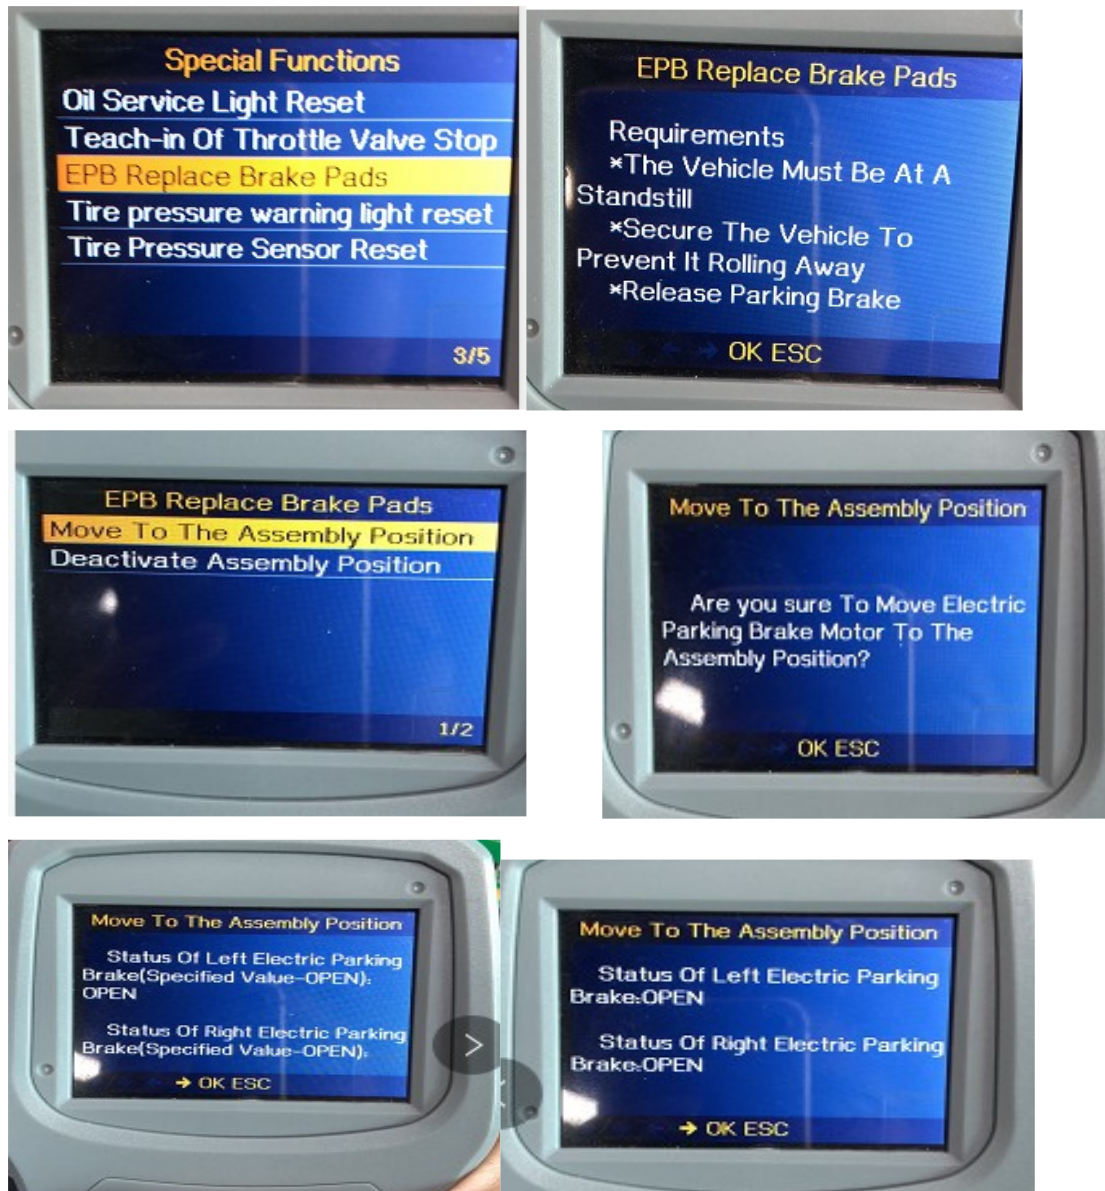 Special Functions
Oil Service Light Reset
Teach-in Of Throttle Valve Stop
EPB Replace Brake Pads
Tire pressure warning light reset
Tire Pressure Sensor Reset
3/5
EPB Replace Brake Pads
Requirements
*The Vehicle Must Be At A
Standstill
*Secure The Vehicle To
Prevent It Rolling Away
*Release Parking Brake
OK ESC
EPB Replace Brake Pads
Move To The Assembly Position
Deactivate Assembly Position
1/2
Move To The Assembly Position
Are you sure To Move Electric
Parking Brake Motor To The
Assembly Position?
OK ESC
Move To The Assembly Position
Status Of Left Electric Parking
Brake(Specified Value-OPEN):
OPEN
Status Of Right Electric Parking
Brake(Specified Value-OPEN):
→ OK ESC
Move To The Assembly Position
Status Of Left Electric Parking
Brake:OPEN
Status Of Right Electric Parking
Brake:OPEN
→ OK ESC